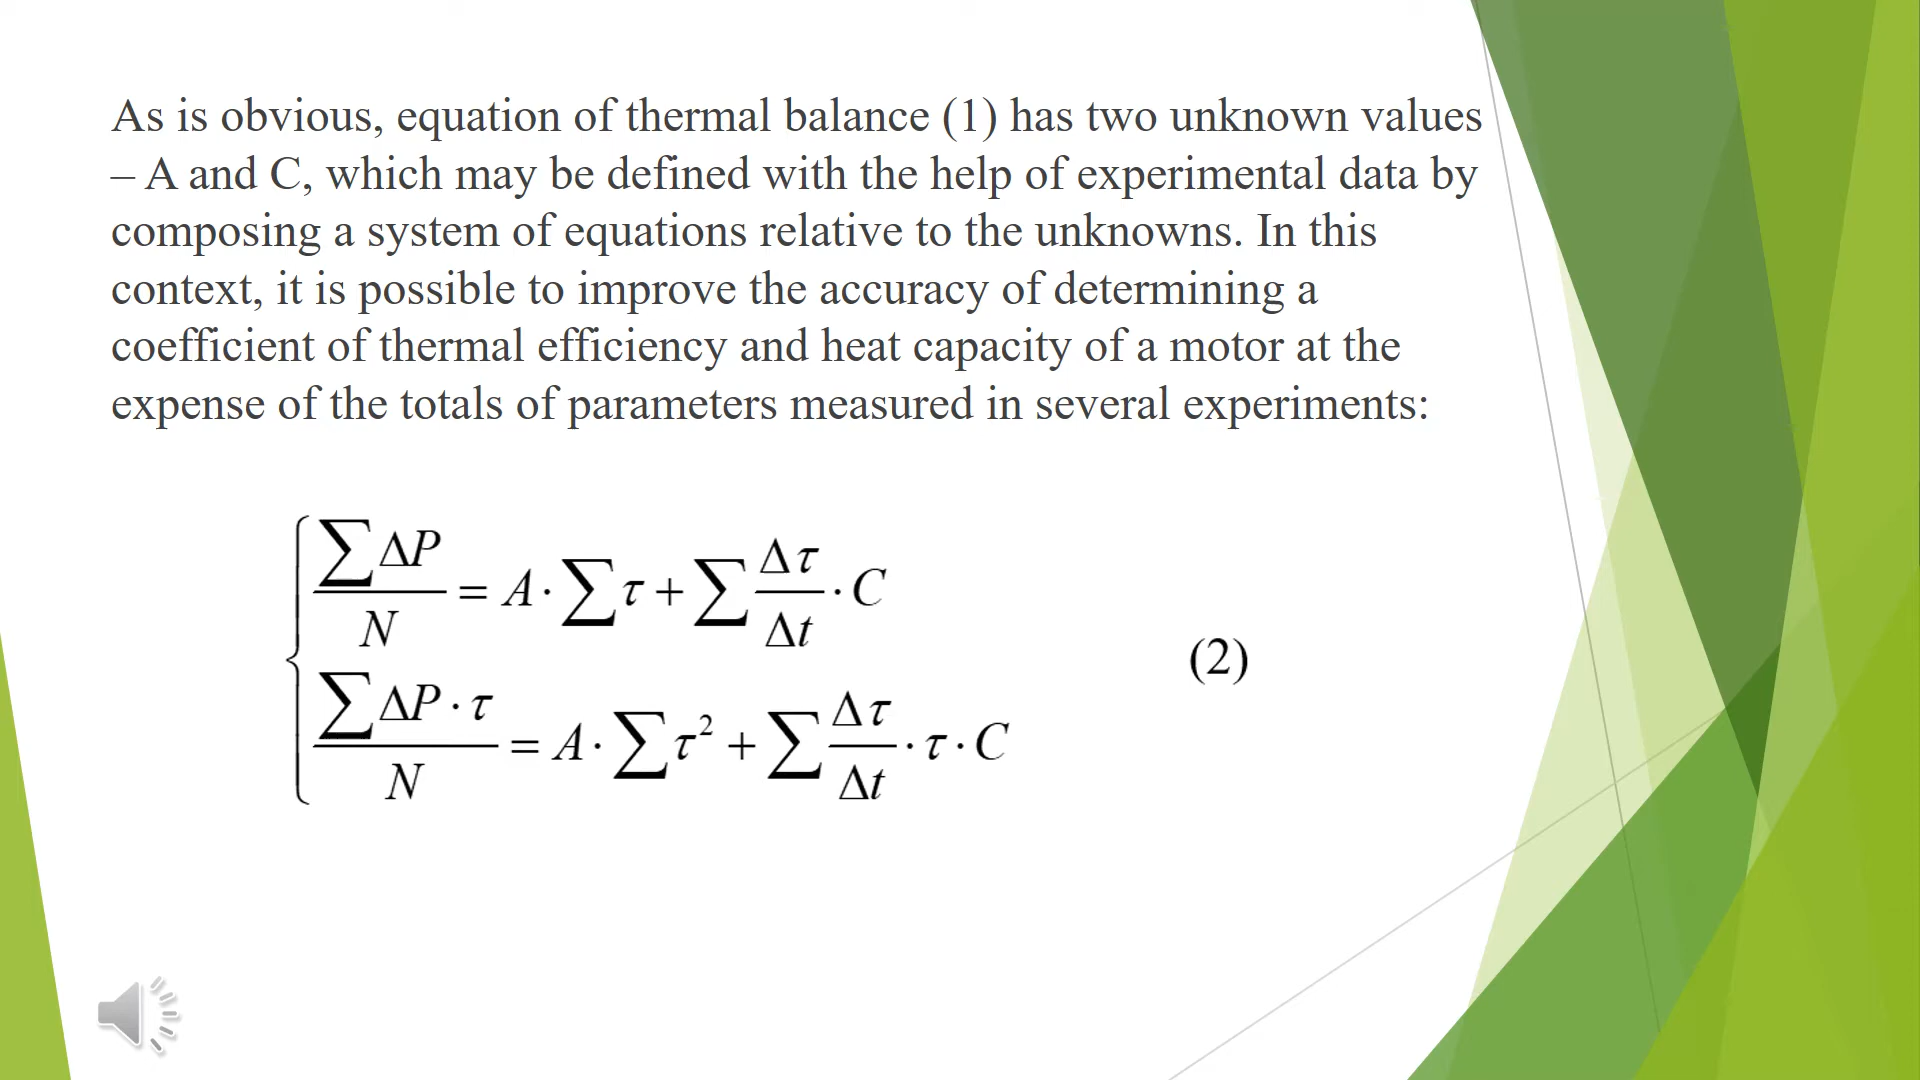 As is obvious, equation of thermal balance (1) has two unknown values
– A and C, which may be defined with the help of experimental data by
composing a system of equations relative to the unknowns. In this
context, it is possible to improve the accuracy of determining a
coefficient of thermal efficiency and heat capacity of a motor at the
expense of the totals of parameters measured in several experiments:
∑ΔP / N = A · ∑τ + ∑ Δτ/Δt · C
(2)
∑ΔP · τ / N = A · ∑τ² + ∑ Δτ/Δt · τ · C